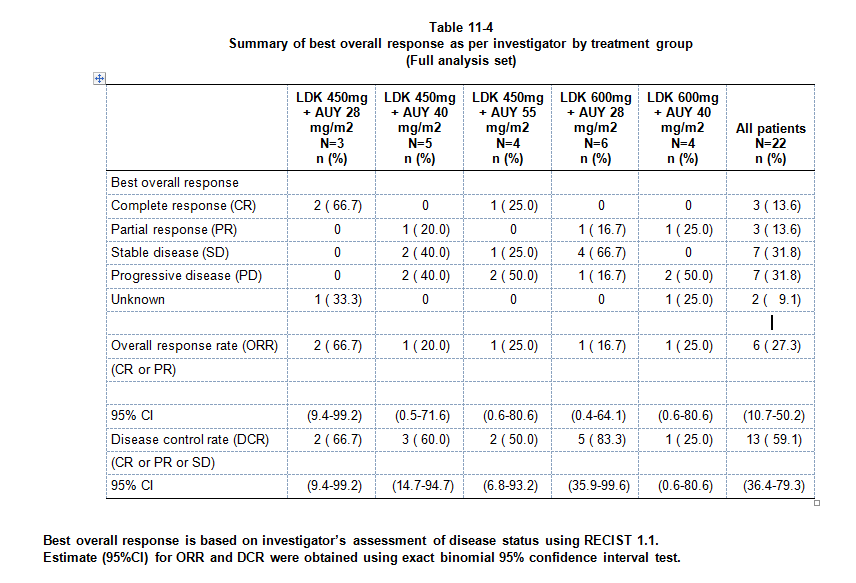 Table 11-4
Summary of best overall response as per investigator by treatment group
(Full analysis set)
LDK 450mg + AUY 28 mg/m2 N=3 n (%) LDK 450mg + AUY 40 mg/m2 N=5 n (%) LDK 450mg + AUY 55 mg/m2 N=4 n (%) LDK 600mg + AUY 28 mg/m2 N=6 n (%) LDK 600mg + AUY 40 mg/m2 N=4 n (%) All patients N=22 n (%)
Best overall response
Complete response (CR) 2 ( 66.7) 0 1 ( 25.0) 0 0 3 ( 13.6)
Partial response (PR) 0 1 ( 20.0) 0 1 ( 16.7) 1 ( 25.0) 3 ( 13.6)
Stable disease (SD) 0 2 ( 40.0) 1 ( 25.0) 4 ( 66.7) 0 7 ( 31.8)
Progressive disease (PD) 0 2 ( 40.0) 2 ( 50.0) 1 ( 16.7) 2 ( 50.0) 7 ( 31.8)
Unknown 1 ( 33.3) 0 0 0 1 ( 25.0) 2 ( 9.1)
Overall response rate (ORR) 2 ( 66.7) 1 ( 20.0) 1 ( 25.0) 1 ( 16.7) 1 ( 25.0) 6 ( 27.3)
(CR or PR)
95% CI (9.4-99.2) (0.5-71.6) (0.6-80.6) (0.4-64.1) (0.6-80.6) (10.7-50.2)
Disease control rate (DCR) 2 ( 66.7) 3 ( 60.0) 2 ( 50.0) 5 ( 83.3) 1 ( 25.0) 13 ( 59.1)
(CR or PR or SD)
95% CI (9.4-99.2) (14.7-94.7) (6.8-93.2) (35.9-99.6) (0.6-80.6) (36.4-79.3)
Best overall response is based on investigator's assessment of disease status using RECIST 1.1.
Estimate (95%CI) for ORR and DCR were obtained using exact binomial 95% confidence interval test.